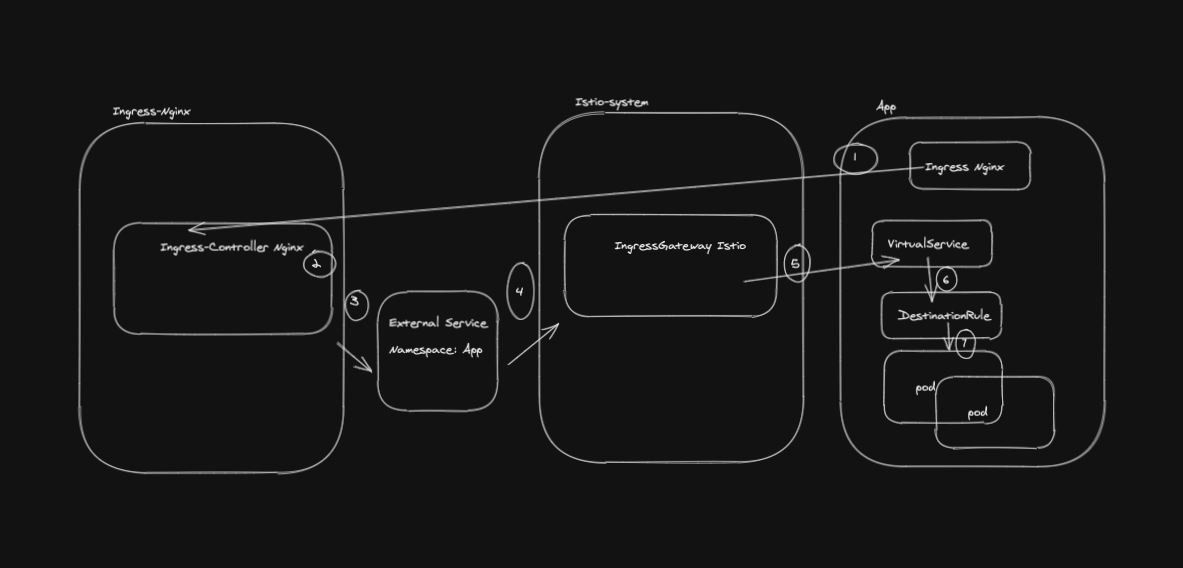 Ingress-Nginx
Ingress-Controller Nginx
2
3
External Service
Namespace: App
4
Istio-system
IngressGateway Istio
5
App
1
Ingress Nginx
VirtualService
6
DestinationRule
7
pod
pod